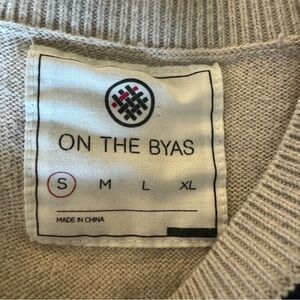 ON THE BYAS
S M L XL
MADE IN CHINA